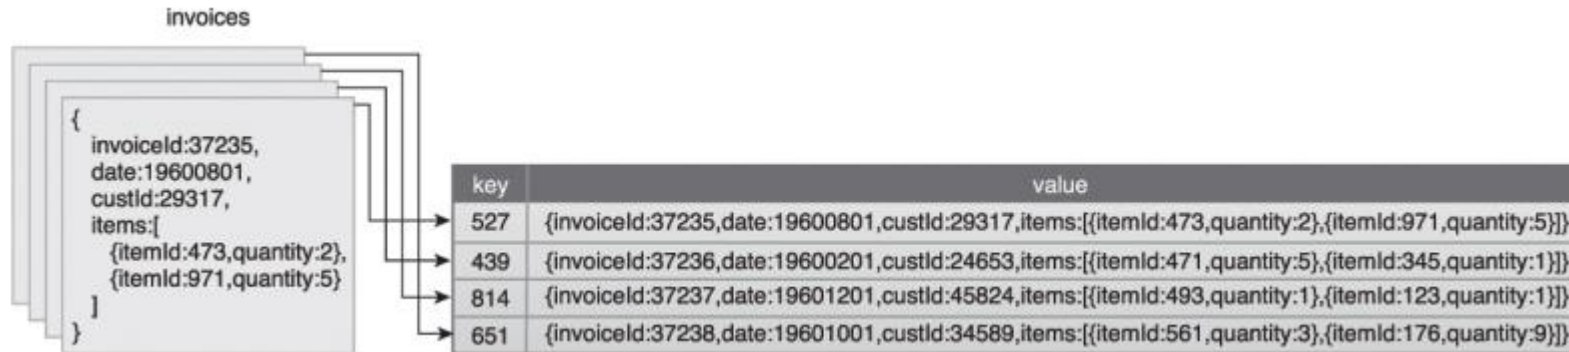 invoices
{
invoiceId:37235,
date:19600801,
custId:29317,
items:[
{itemId:473,quantity:2},
{itemId:971,quantity:5}
]
}
key value
527 {invoiceId:37235,date:19600801,custId:29317,items:[{itemId:473,quantity:2},{itemId:971,quantity:5}]}
439 {invoiceId:37236,date:19600201,custId:24653,items:[{itemId:471,quantity:5},{itemId:345,quantity:1}]}
814 {invoiceId:37237,date:19601201,custId:45824,items:[{itemId:493,quantity:1},{itemId:123,quantity:1}]}
651 {invoiceId:37238,date:19601001,custId:34589,items:[{itemId:561,quantity:3},{itemId:176,quantity:9}]}